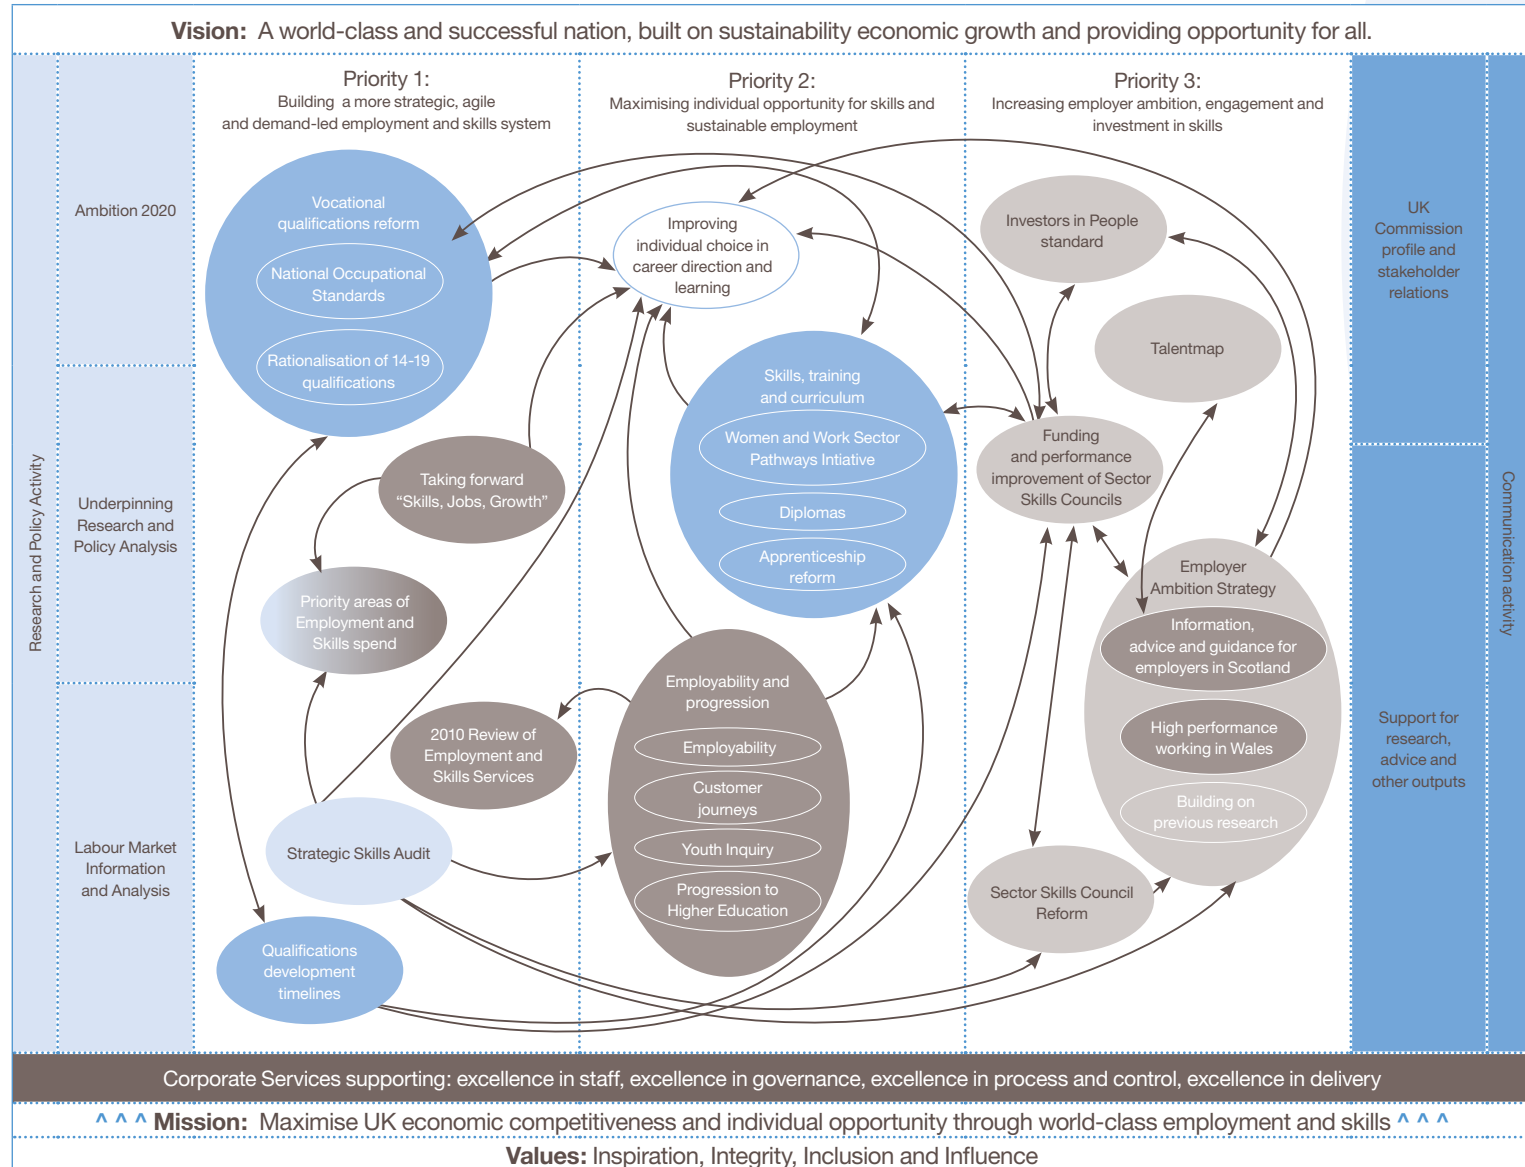 Vision: A world-class and successful nation, built on sustainability economic growth and providing opportunity for all.
Research and Policy Activity
Ambition 2020
Underpinning
Research and
Policy Analysis
Labour Market
Information
and Analysis
Priority 1:
Building a more strategic, agile
and demand-led employment and skills system
Vocational
qualifications reform
National Occupational
Standards
Rationalisation of 14-19
qualifications
Taking forward
“Skills, Jobs, Growth”
Priority areas of
Employment and
Skills spend
2010 Review of
Employment and
Skills Services
Strategic Skills Audit
Qualifications
development
timelines
Priority 2:
Maximising individual opportunity for skills and
sustainable employment
Improving
individual choice in
career direction and
learning
Skills, training
and curriculum
Women and Work Sector
Pathways Intiative
Diplomas
Apprenticeship
reform
Employability and
progression
Employability
Customer
journeys
Youth Inquiry
Progression to
Higher Education
Priority 3:
Increasing employer ambition, engagement and
investment in skills
Investors in People
standard
Talentmap
Funding
and performance
improvement of Sector
Skills Councils
Employer
Ambition Strategy
Information,
advice and guidance for
employers in Scotland
High performance
working in Wales
Building on
previous research
Sector Skills Council
Reform
UK
Commission
profile and
stakeholder
relations
Support for
research,
advice and
other outputs
Communication activity
Corporate Services supporting: excellence in staff, excellence in governance, excellence in process and control, excellence in delivery
^ ^ ^ Mission: Maximise UK economic competitiveness and individual opportunity through world-class employment and skills ^ ^ ^
Values: Inspiration, Integrity, Inclusion and Influence